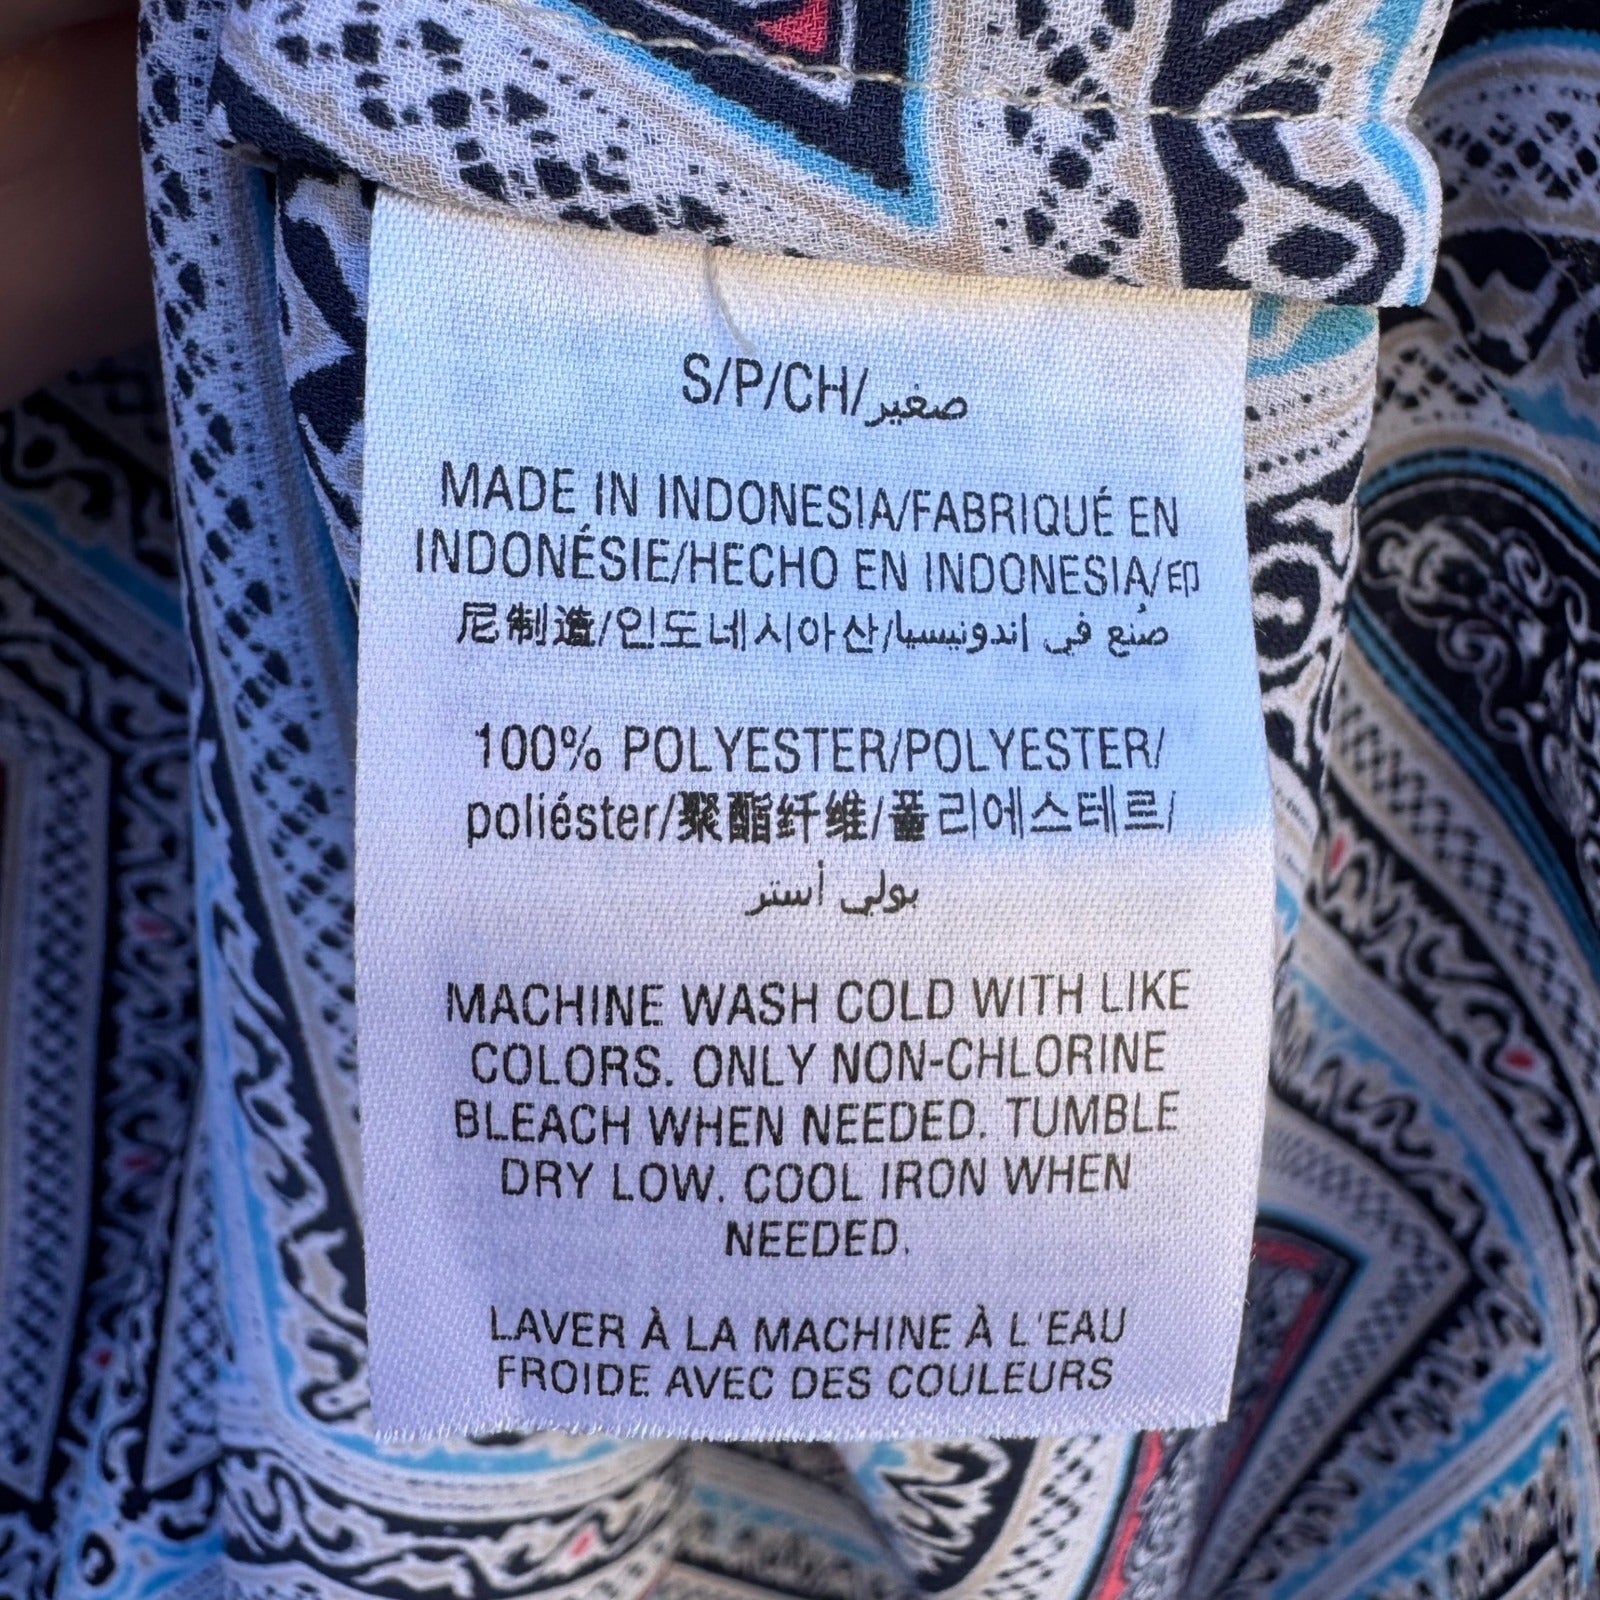 S/P/CH/صغير
MADE IN INDONESIA/FABRIQUÉ EN
INDONÉSIE/HECHO EN INDONESIA/印
尼制造/인도네시아산/صنع في اندونيسيا
100% POLYESTER/POLYESTER/
poliéster/聚酯纤维/폴리에스테르/
بولي أستر
MACHINE WASH COLD WITH LIKE
COLORS. ONLY NON-CHLORINE
BLEACH WHEN NEEDED. TUMBLE
DRY LOW. COOL IRON WHEN
NEEDED.
LAVER À LA MACHINE À L'EAU
FROIDE AVEC DES COULEURS